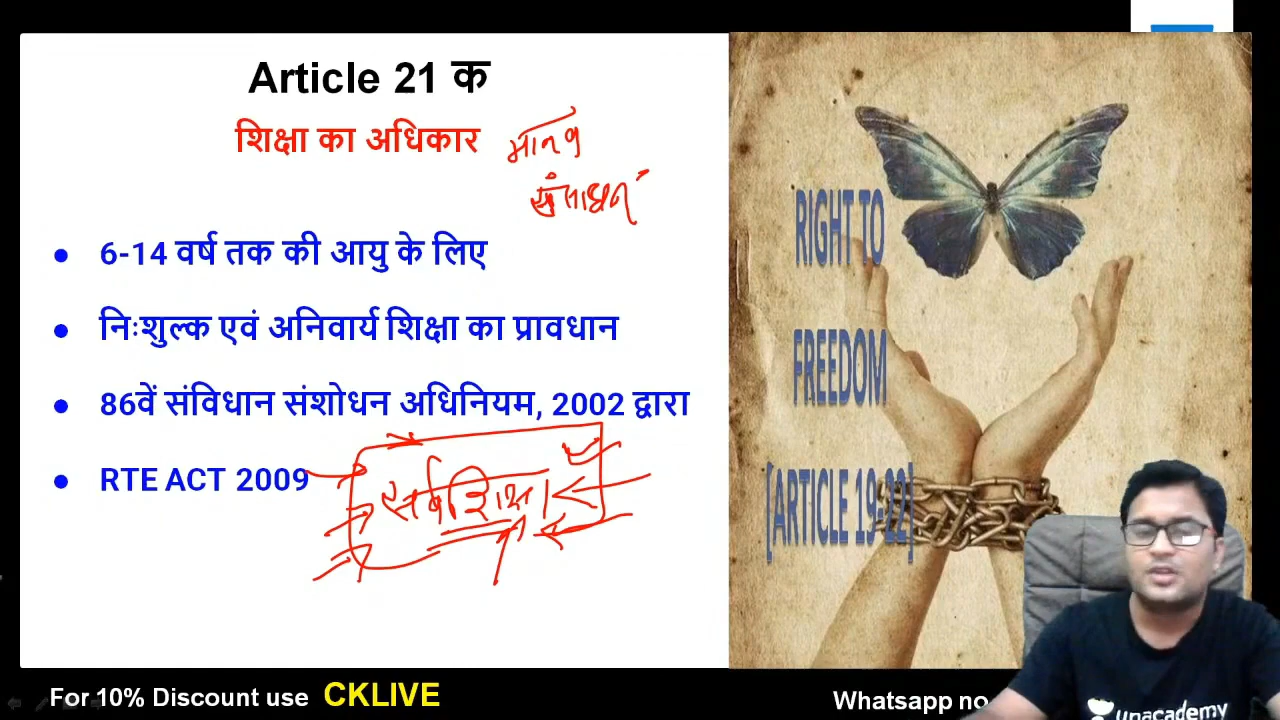 Article 21 क
शिक्षा का अधिकार
मानव
संसाधन
6-14 वर्ष तक की आयु के लिए
निःशुल्क एवं अनिवार्य शिक्षा का प्रावधान
86वें संविधान संशोधन अधिनियम, 2002 द्वारा
RTE ACT 2009
सर्व शिक्षा
RIGHT TO
FREEDOM
[ARTICLE 19-22]
For 10% Discount use CKLIVE
Whatsapp no
unacademy